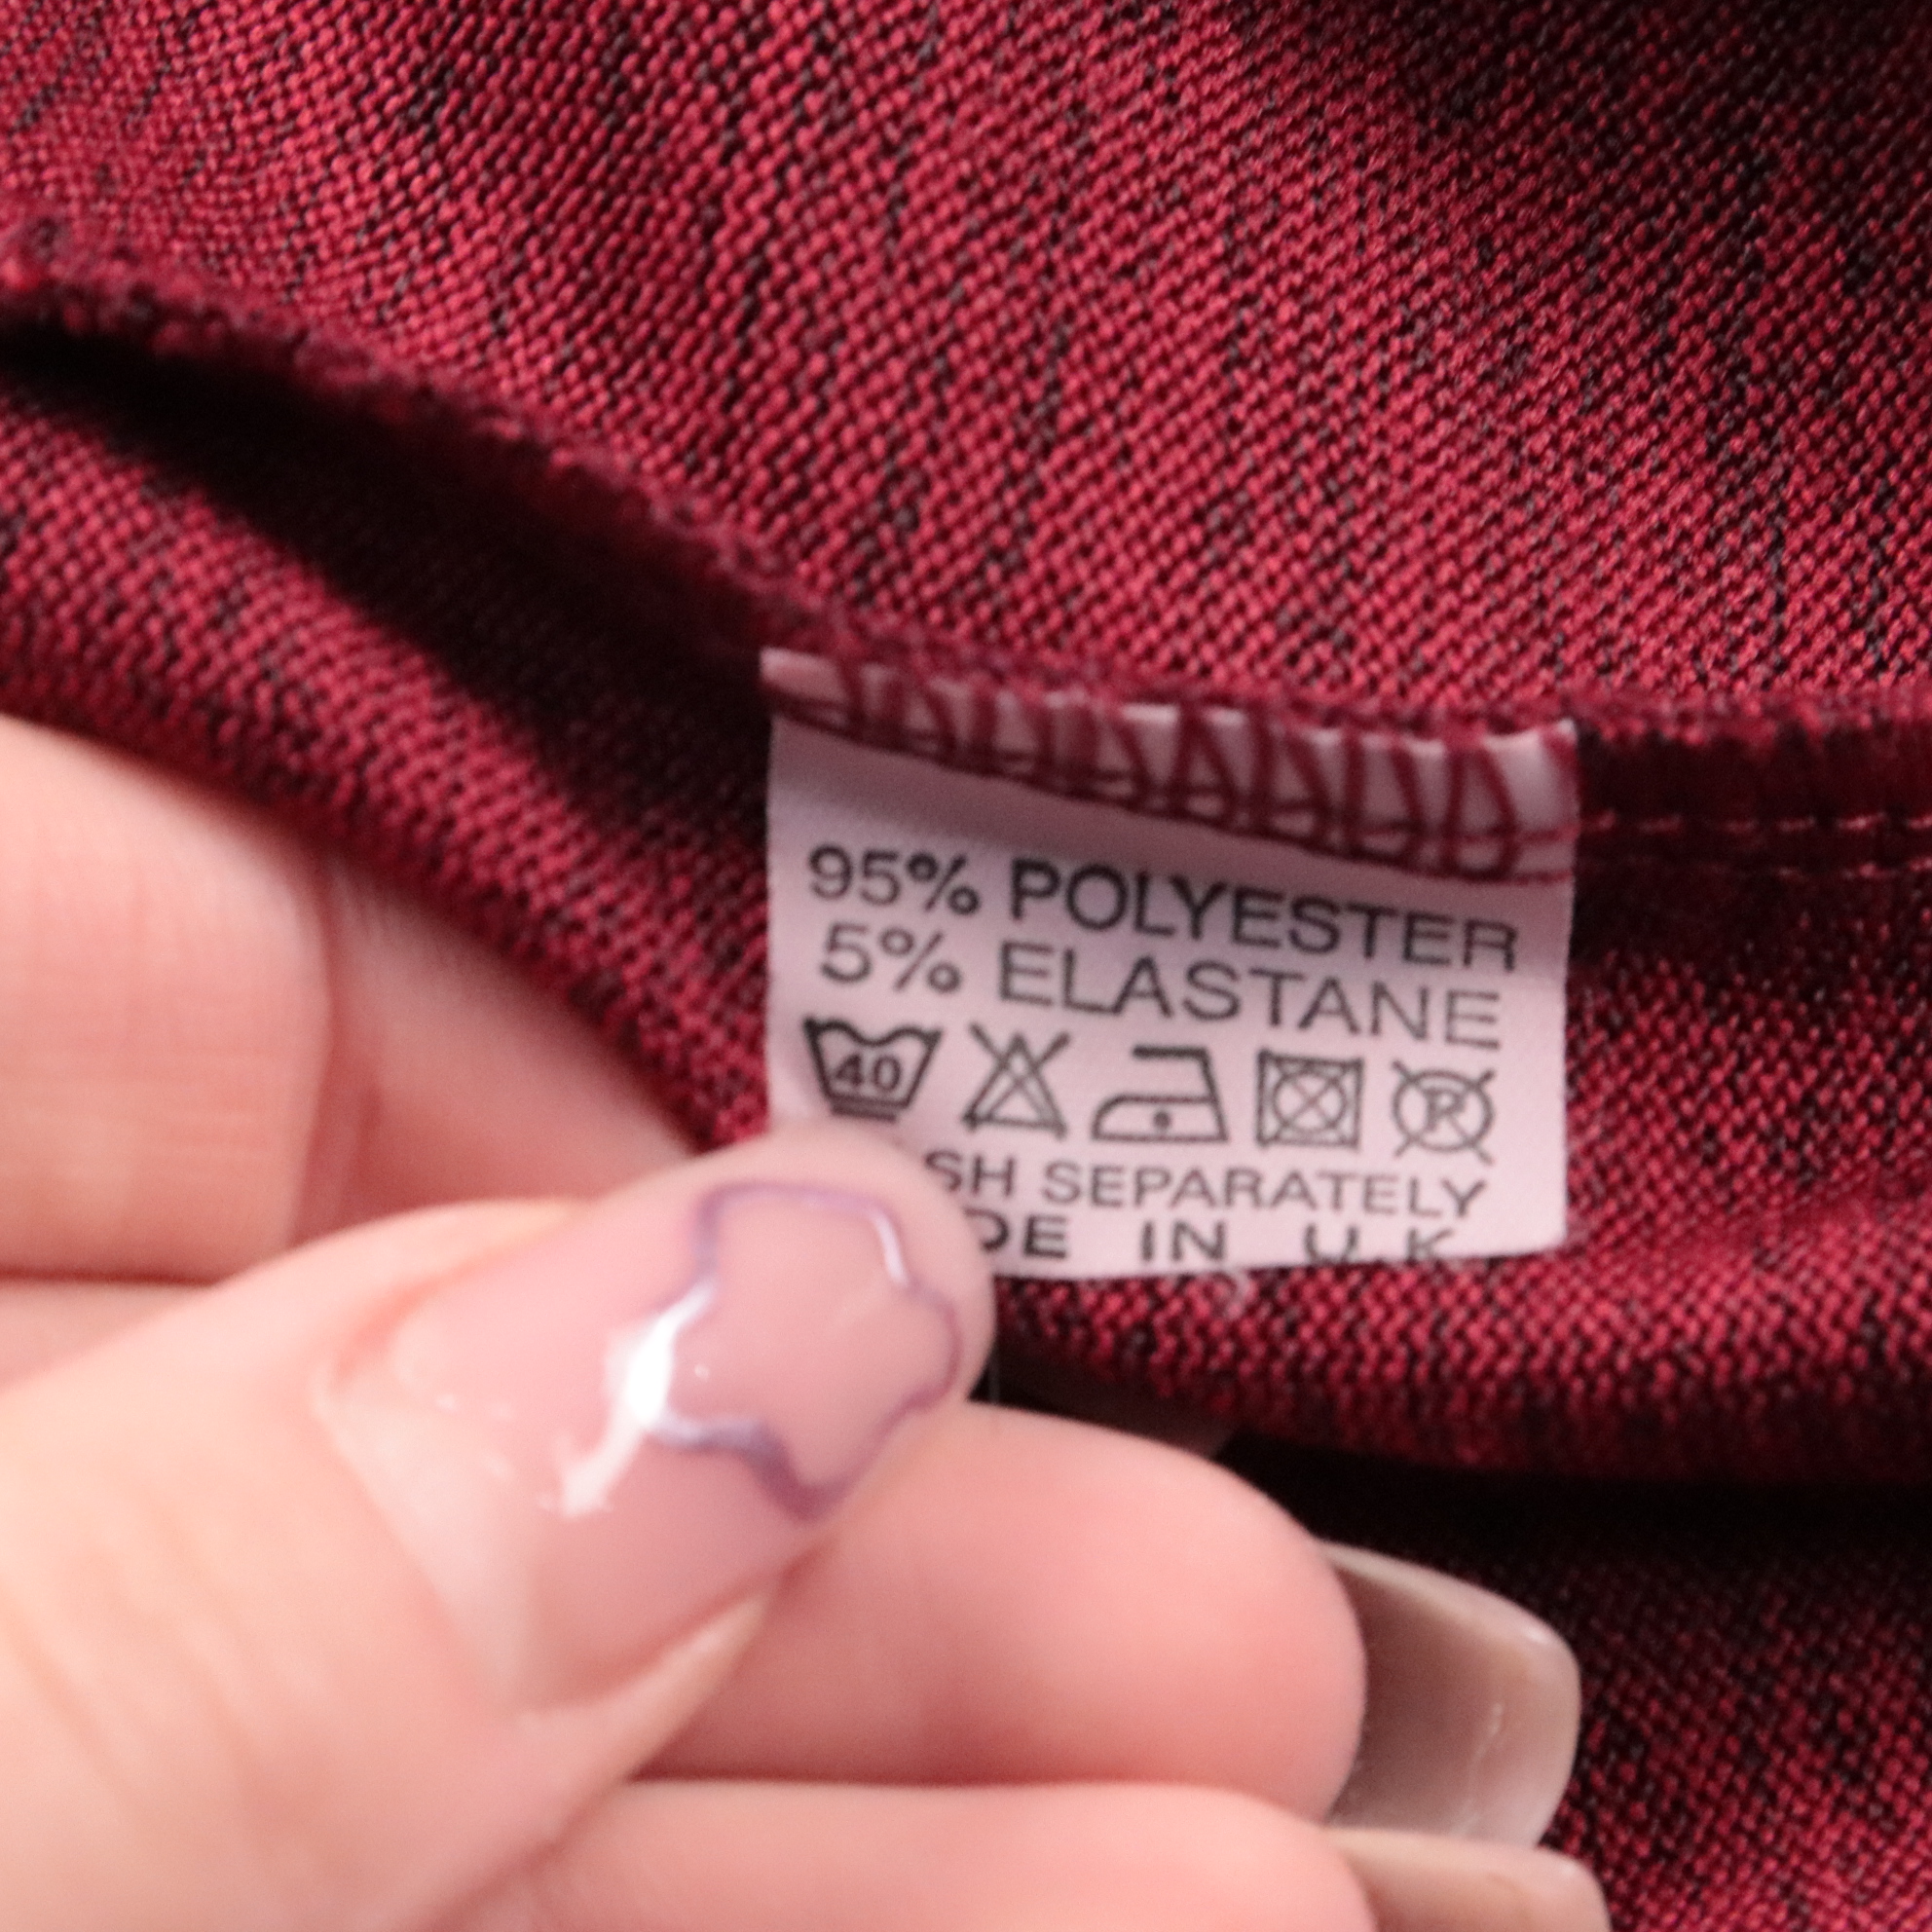 95% POLYESTER
5% ELASTANE
40 P
SH SEPARATELY
DE IN U.K